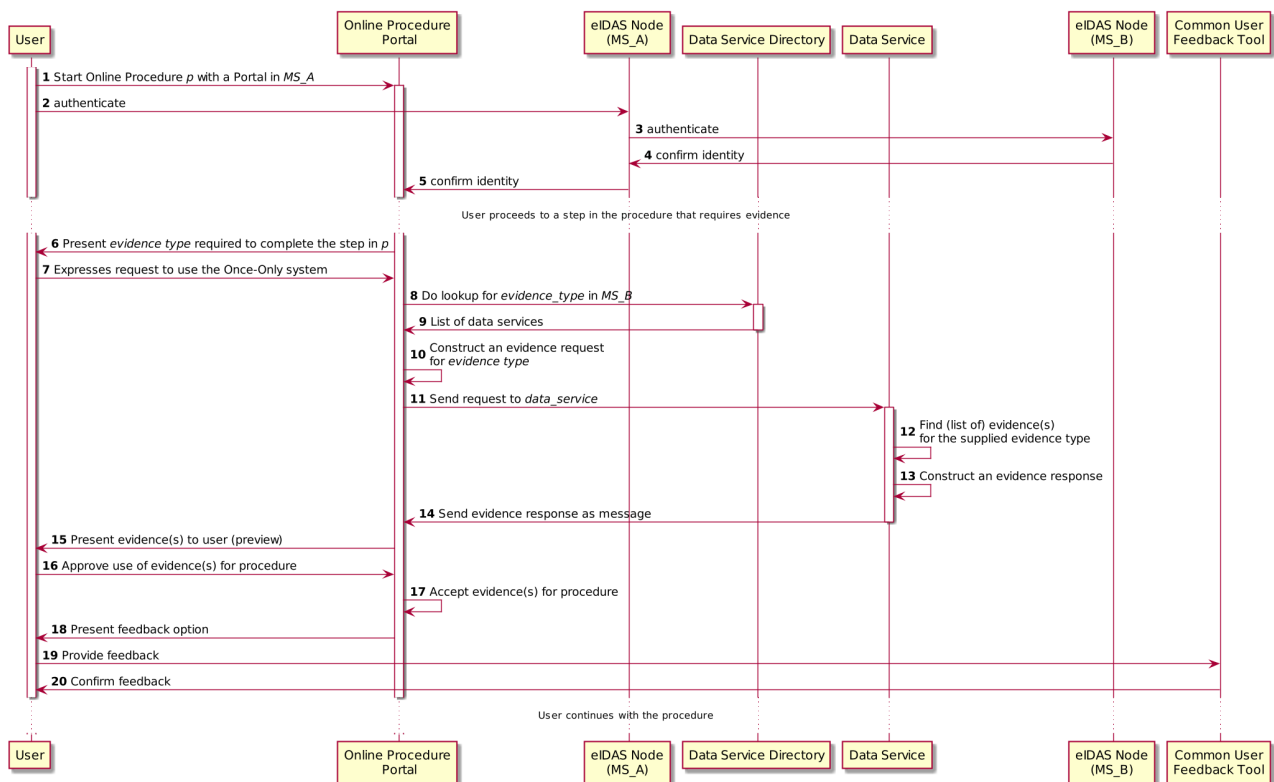 Online Procedure
Portal
eIDAS Node
(MS_A)
eIDAS Node
(MS_B)
Common User
Feedback Tool
User
Data Service Directory
Data Service
1 Start Online Procedure p with a Portal in MS_A
2 authenticate
3 authenticate
4 confirm identity
5 confirm identity
User proceeds to a step in the procedure that requires evidence
6 Present evidence type required to complete the step in p
7 Expresses request to use the Once-Only system
8 Do lookup for evidence_type in MS_B
9 List of data services
10 Construct an evidence request
for evidence type
11 Send request to data_service
12 Find (list of) evidence(s)
for the supplied evidence type
13 Construct an evidence response
14 Send evidence response as message
15 Present evidence(s) to user (preview)
16 Approve use of evidence(s) for procedure
17 Accept evidence(s) for procedure
18 Present feedback option
19 Provide feedback
20 Confirm feedback
User continues with the procedure
User
Online Procedure
Portal
eIDAS Node
(MS_A)
Data Service Directory
Data Service
eIDAS Node
(MS_B)
Common User
Feedback Tool